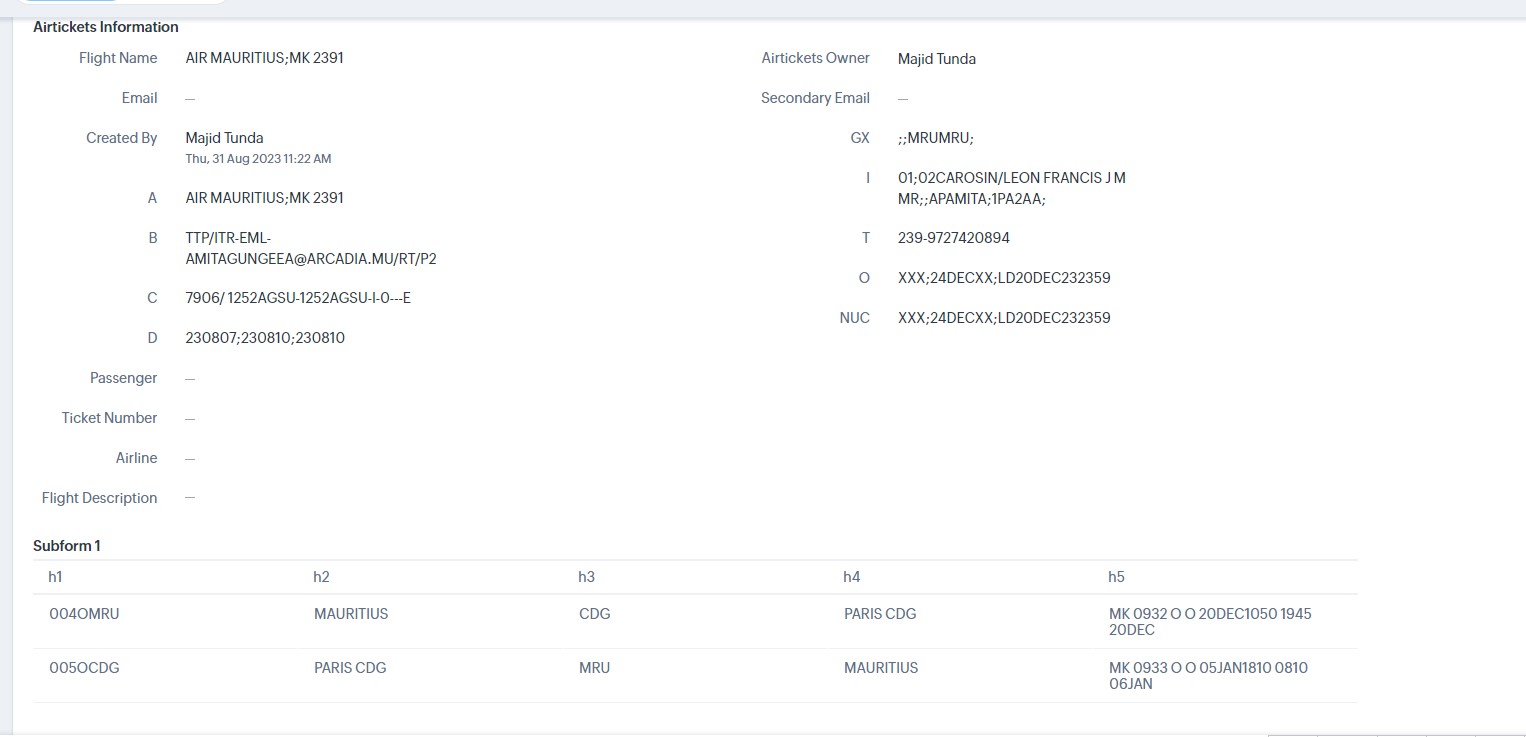 Airtickets Information
Flight Name AIR MAURITIUS;MK 2391
Airtickets Owner Majid Tunda
Email —
Secondary Email —
Created By Majid Tunda
Thu, 31 Aug 2023 11:22 AM
GX ;;MRUMRU;
I 01;02CAROSIN/LEON FRANCIS J M
MR;;APAMITA;1PA2AA;
A AIR MAURITIUS;MK 2391
B TTP/ITR-EML-
AMITAGUNGEEA@ARCADIA.MU/RT/P2
T 239-9727420894
O XXX;24DECXX;LD20DEC232359
C 7906/ 1252AGSU-1252AGSU-I-0---E
NUC XXX;24DECXX;LD20DEC232359
D 230807;230810;230810
Passenger —
Ticket Number —
Airline —
Flight Description —
Subform 1
h1 h2 h3 h4 h5
004OMRU MAURITIUS CDG PARIS CDG MK 0932 O O 20DEC1050 1945
20DEC
005OCDG PARIS CDG MRU MAURITIUS MK 0933 O O 05JAN1810 0810
06JAN